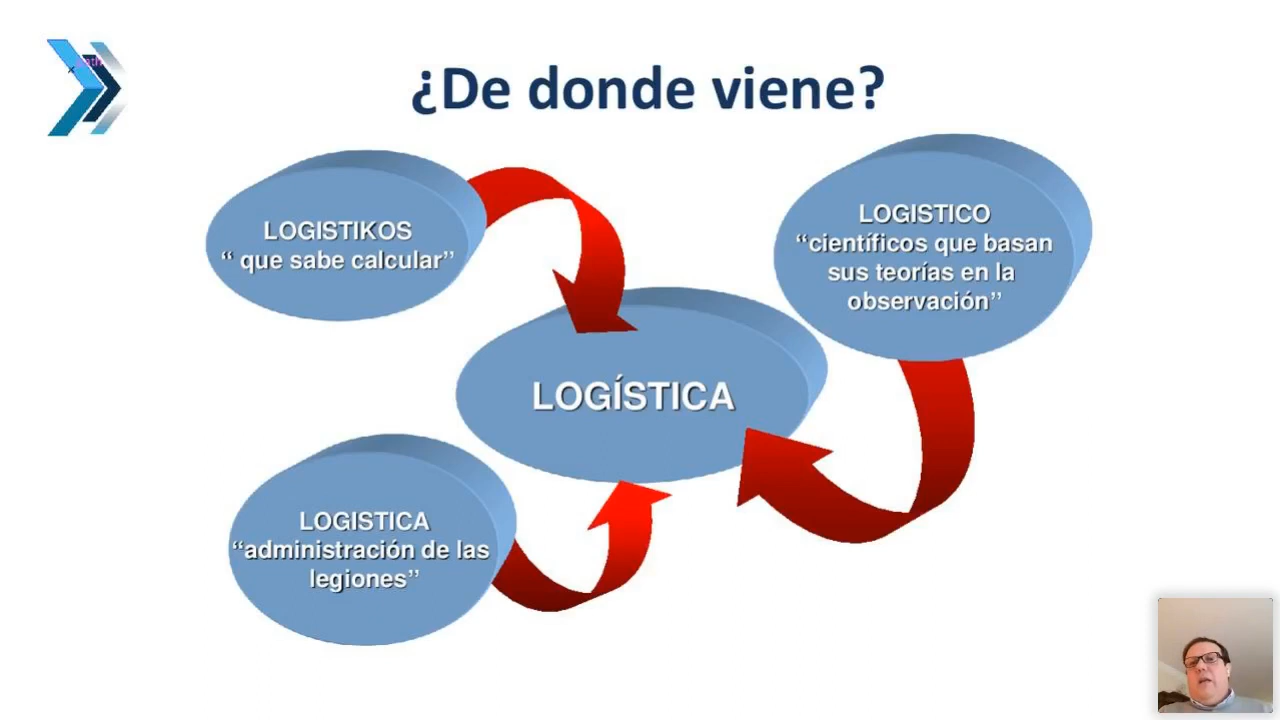 ¿De donde viene?
LOGISTIKOS
“ que sabe calcular”
LOGISTICO
“científicos que basan
sus teorías en la
observación”
LOGÍSTICA
LOGISTICA
“administración de las
legiones”